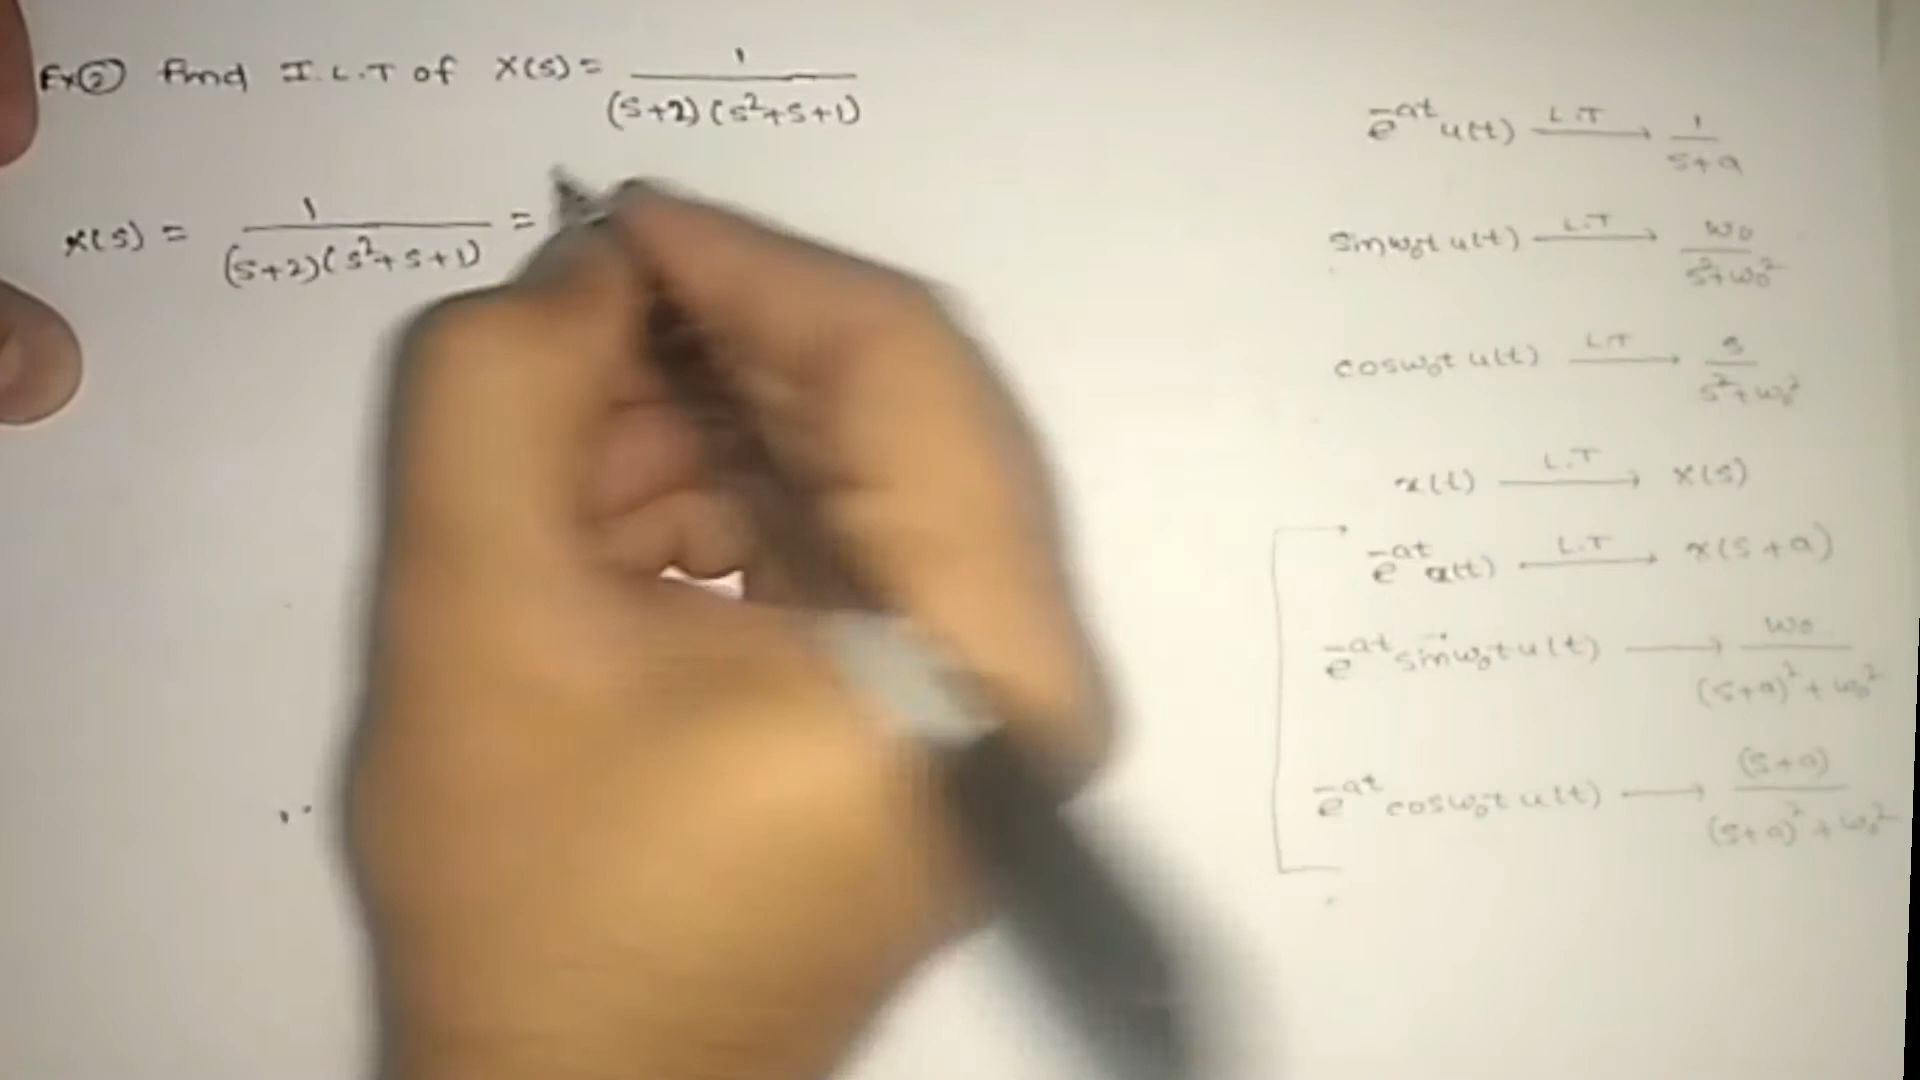 Ex② Find I.L.T of X(s) = 1 / (s+2)(s²+s+1)
X(s) = 1 / (s+2)(s²+s+1) =
e^-at u(t) L.T → 1 / s+a
sinω₀t u(t) L.T → ω₀ / s²+ω₀²
cosω₀t u(t) L.T → s / s²+ω₀²
x(t) L.T → X(s)
e^-at x(t) L.T → X(s+a)
e^-at sinω₀t u(t) → ω₀ / (s+a)²+ω₀²
e^-at cosω₀t u(t) → (s+a) / (s+a)²+ω₀²